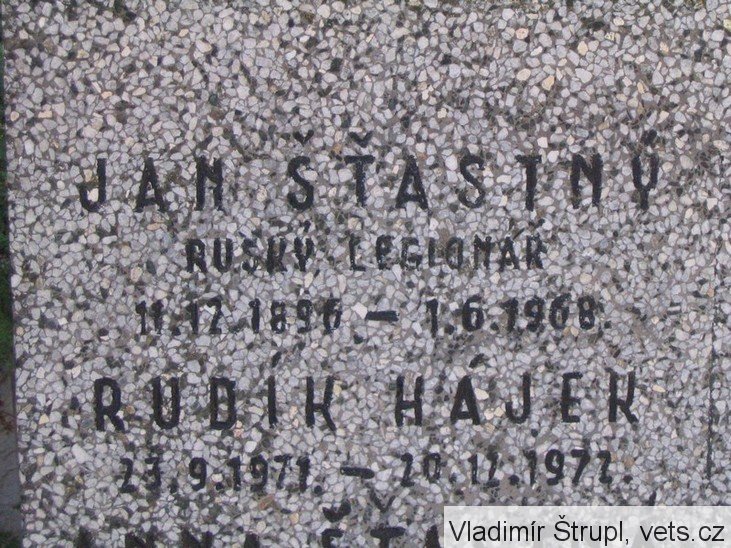 JAN ŠŤASTNÝ
RUSKÝ LEGIONÁŘ
11.12.1896 – 1.6.1968.
RUDÍK HÁJEK
23.9.1971. – 20.12.1972.
Vladimír Štrupl, vets.cz